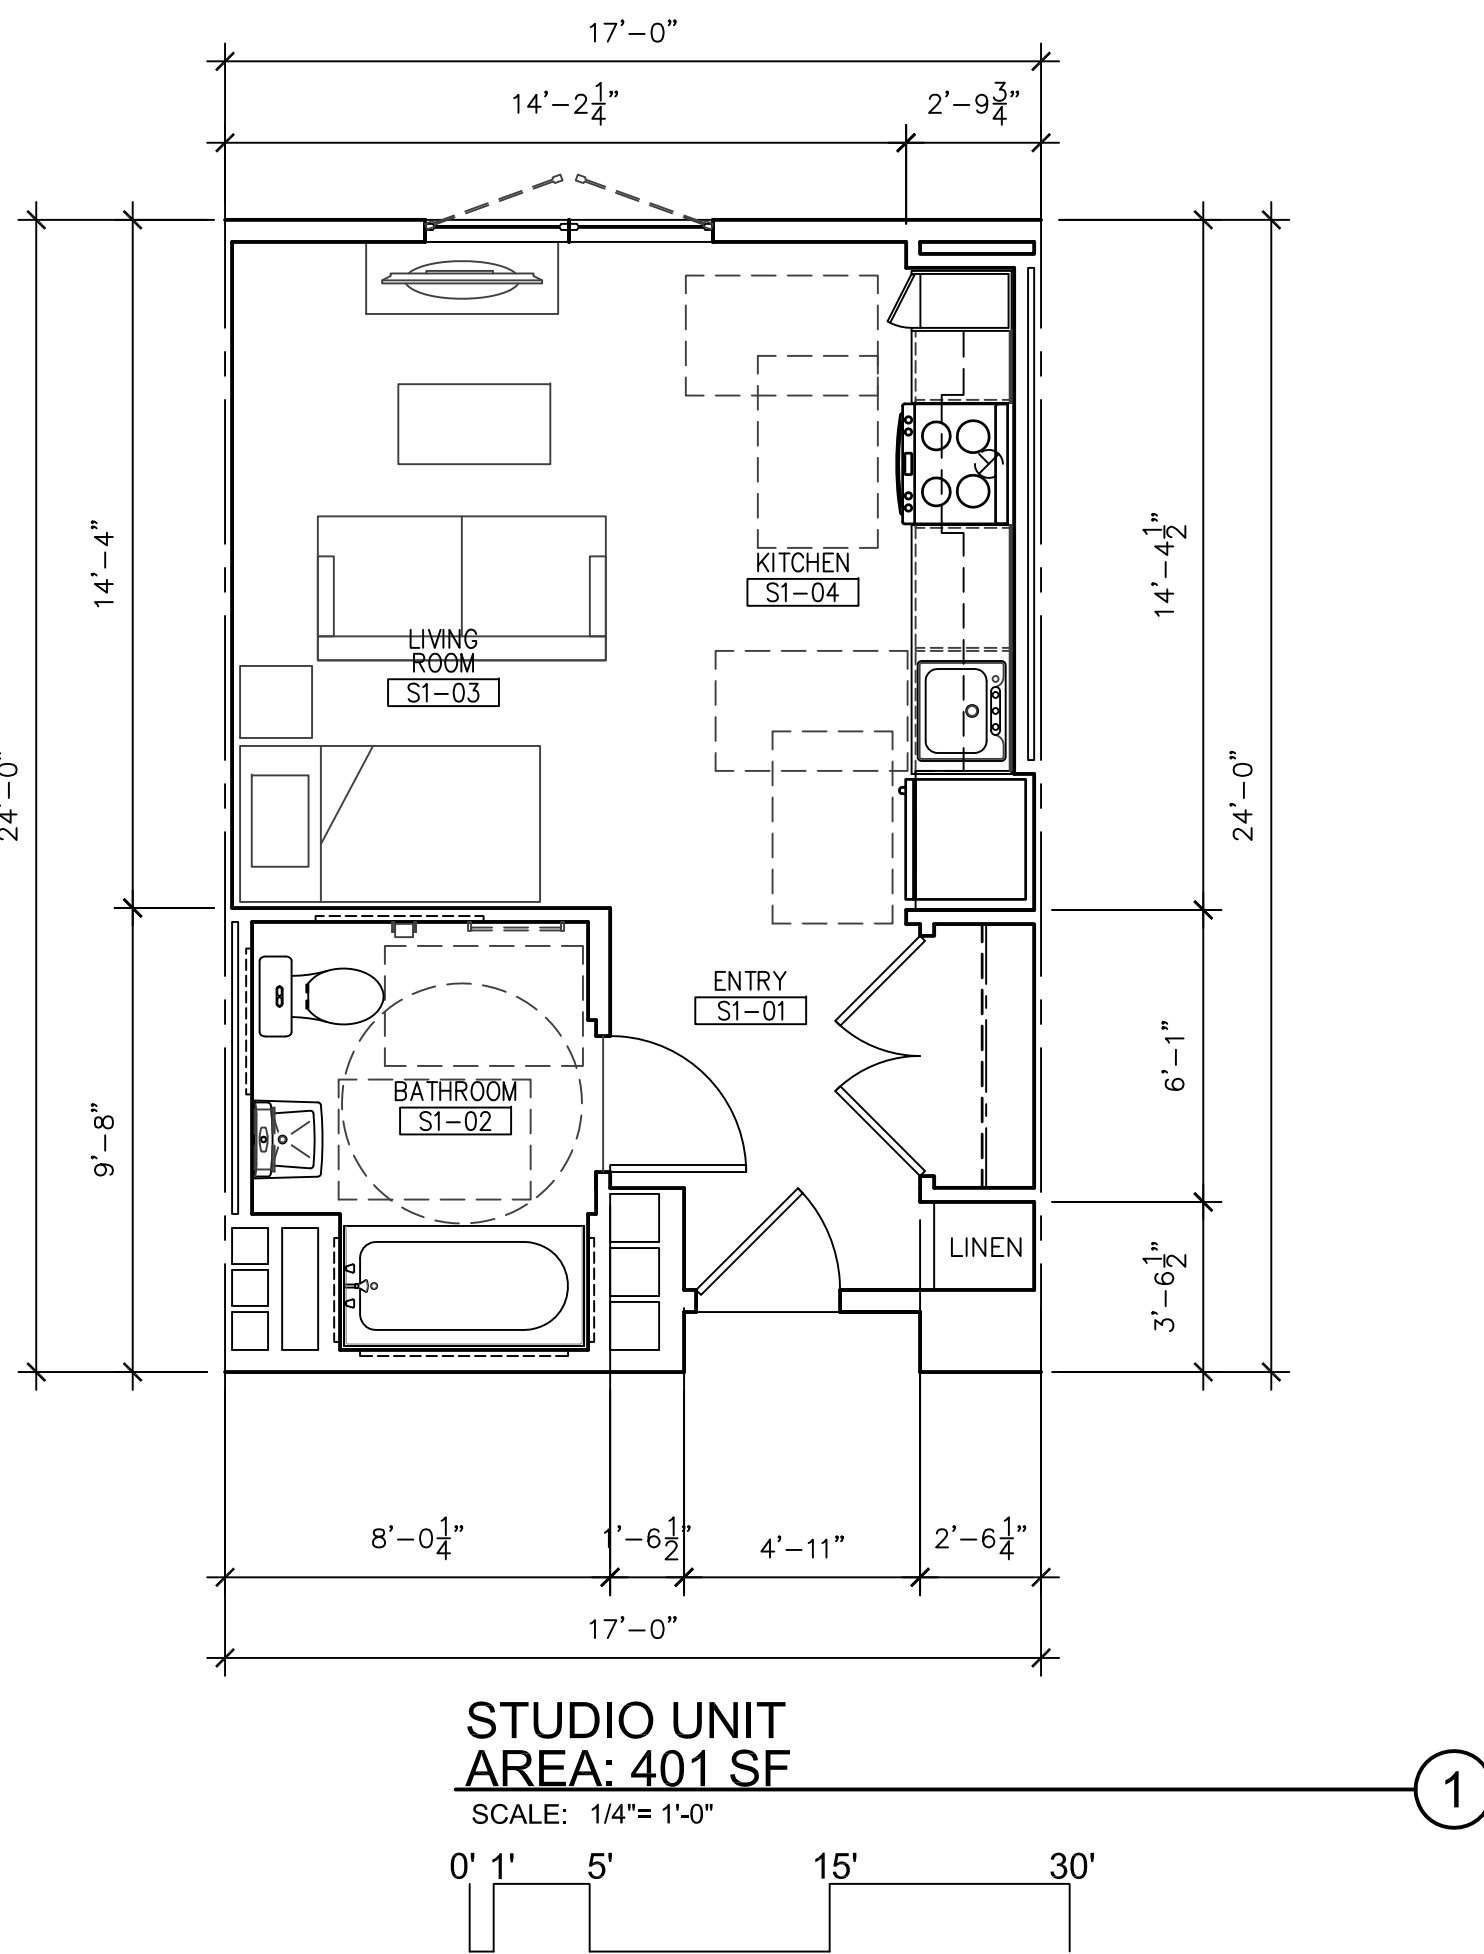 17'-0"
14'-2 1/4"
2'-9 3/4"
14'-4"
14'-4 1/2"
KITCHEN
S1-04
LIVING
ROOM
S1-03
24'-0"
24'-0"
ENTRY
S1-01
6'-1"
BATHROOM
S1-02
9'-8"
LINEN
3'-6 1/2"
8'-0 1/4"
1'-6 1/2"
4'-11"
2'-6 1/4"
17'-0"
STUDIO UNIT
AREA: 401 SF
1
SCALE: 1/4"= 1'-0"
0' 1' 5' 15' 30'